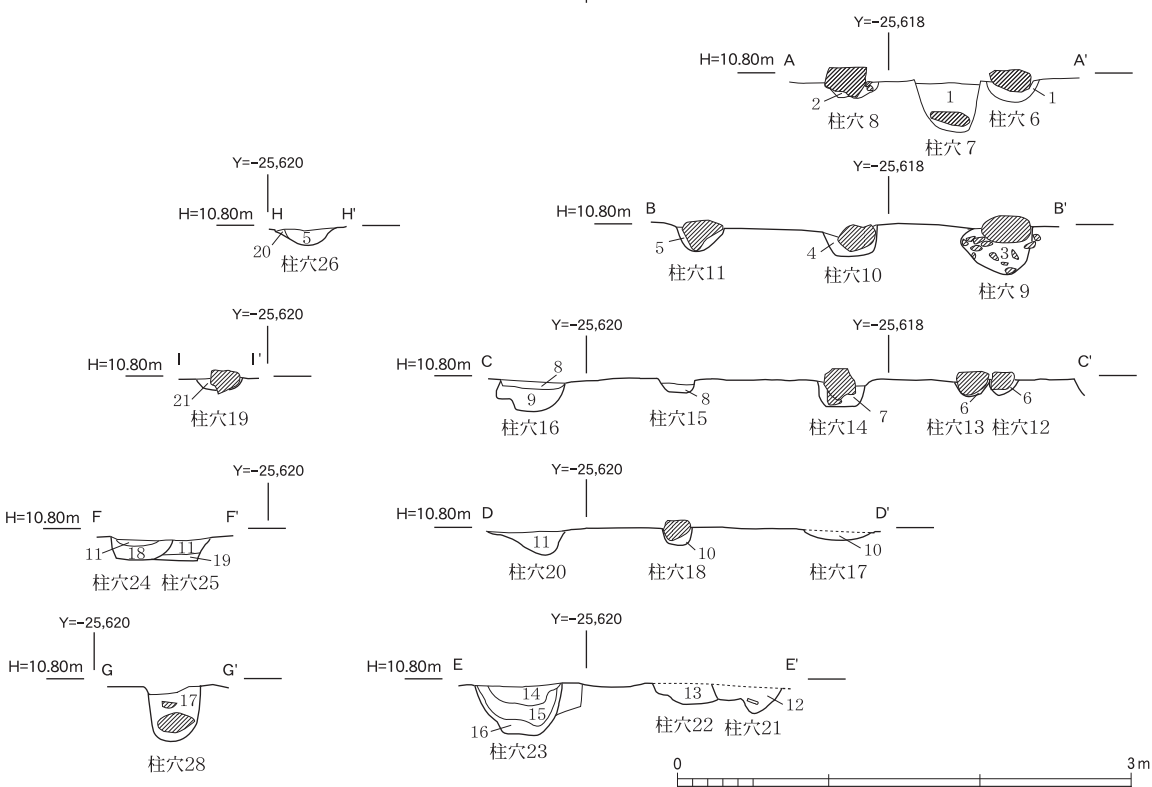 Y=−25,618
H=10.80m A A'
2 1 1
柱穴8 柱穴7 柱穴6
Y=−25,620
H=10.80m H H'
20 5
柱穴26
Y=−25,618
H=10.80m B B'
5 4 3
柱穴11 柱穴10 柱穴9
Y=−25,620
H=10.80m I I'
21
柱穴19
Y=−25,620 Y=−25,618
H=10.80m C C'
9 8 8 7 6 6
柱穴16 柱穴15 柱穴14 柱穴13 柱穴12
Y=−25,620
H=10.80m F F'
11 18 11 19
柱穴24 柱穴25
Y=−25,620
H=10.80m D D'
11 10 10
柱穴20 柱穴18 柱穴17
Y=−25,620
H=10.80m G G'
17
柱穴28
Y=−25,620
H=10.80m E E'
14 15 16 13 12
柱穴23 柱穴22 柱穴21
0 3m